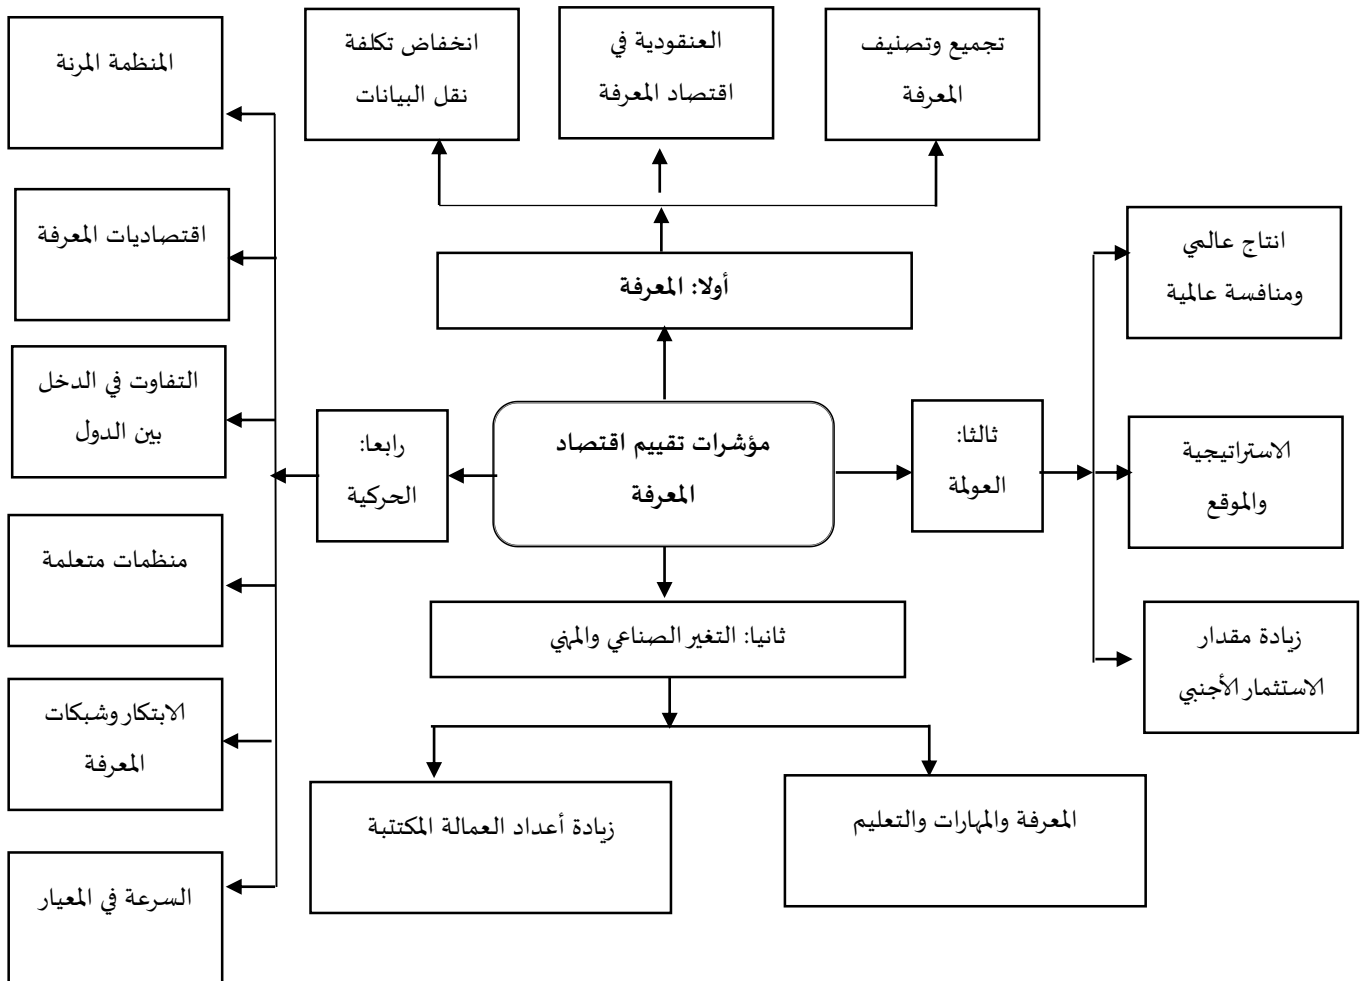 تجميع وتصنيف
المعرفة
العنقودية في
اقتصاد المعرفة
انخفاض تكلفة
نقل البيانات
المنظمة المرنة
اقتصاديات المعرفة
التفاوت في الدخل
بين الدول
منظمات متعلمة
الابتكار وشبكات
المعرفة
السرعة في المعيار
أولا: المعرفة
مؤشرات تقييم اقتصاد
المعرفة
ثالثا:
العولمة
رابعا:
الحركية
انتاج عالمي
ومنافسة عالمية
الاستراتيجية
والموقع
زيادة مقدار
الاستثمار الأجنبي
ثانيا: التغير الصناعي والمهني
المعرفة والمهارات والتعليم
زيادة أعداد العمالة المكتتبة